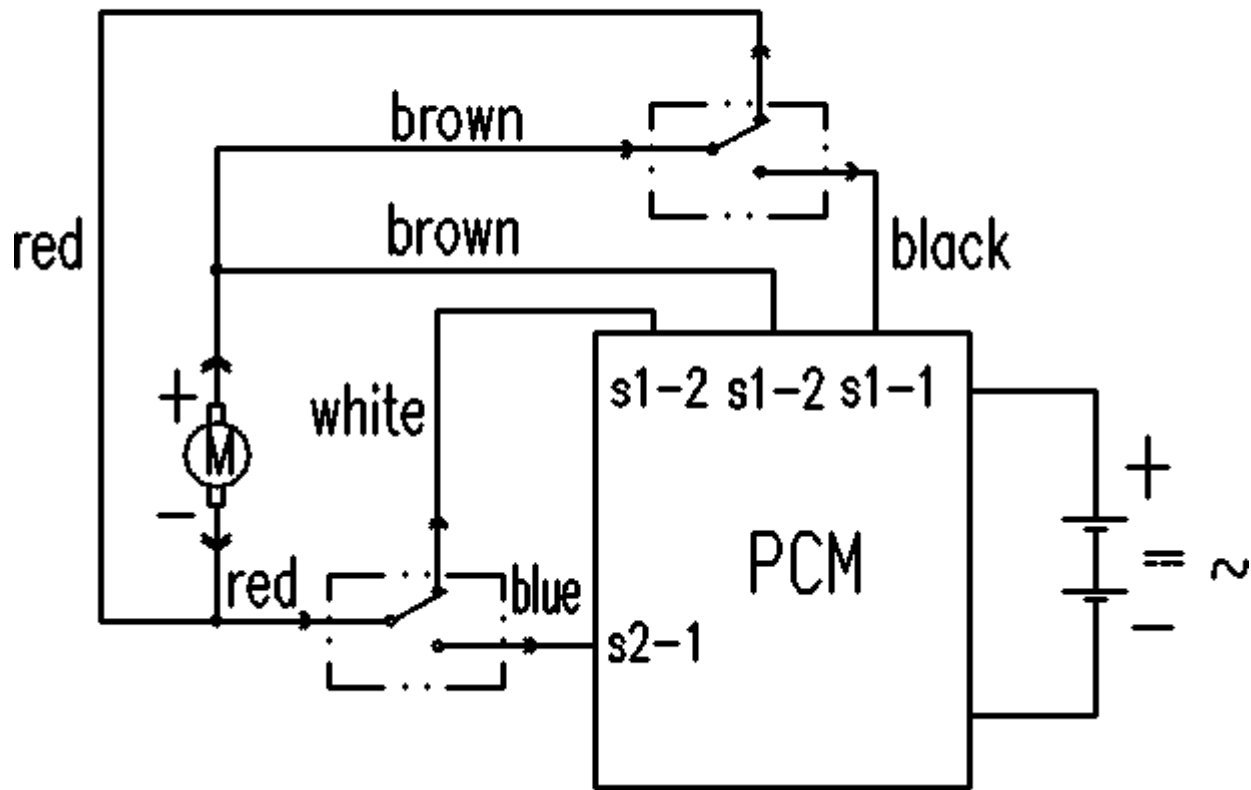 brown
red
brown
black
s1-2 s1-2 s1-1
white
+
M
+
PCM
-
red
blue
=
~
s2-1
-